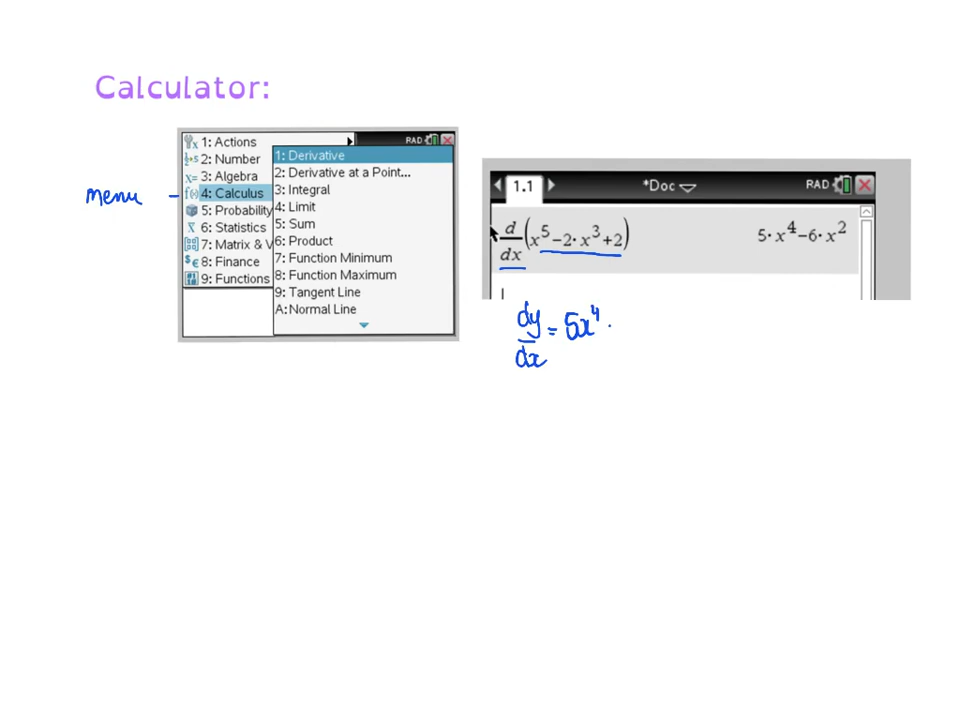 Calculator:
menu -
1: Actions
2: Number
3: Algebra
4: Calculus
5: Probability
6: Statistics
7: Matrix & V
8: Finance
9: Functions
RAD
1: Derivative
2: Derivative at a Point...
3: Integral
4: Limit
5: Sum
6: Product
7: Function Minimum
8: Function Maximum
9: Tangent Line
A: Normal Line
1.1 *Doc RAD
d/dx(x^5-2·x^3+2) 5·x^4-6·x^2
dy/dx = 5x^4 .